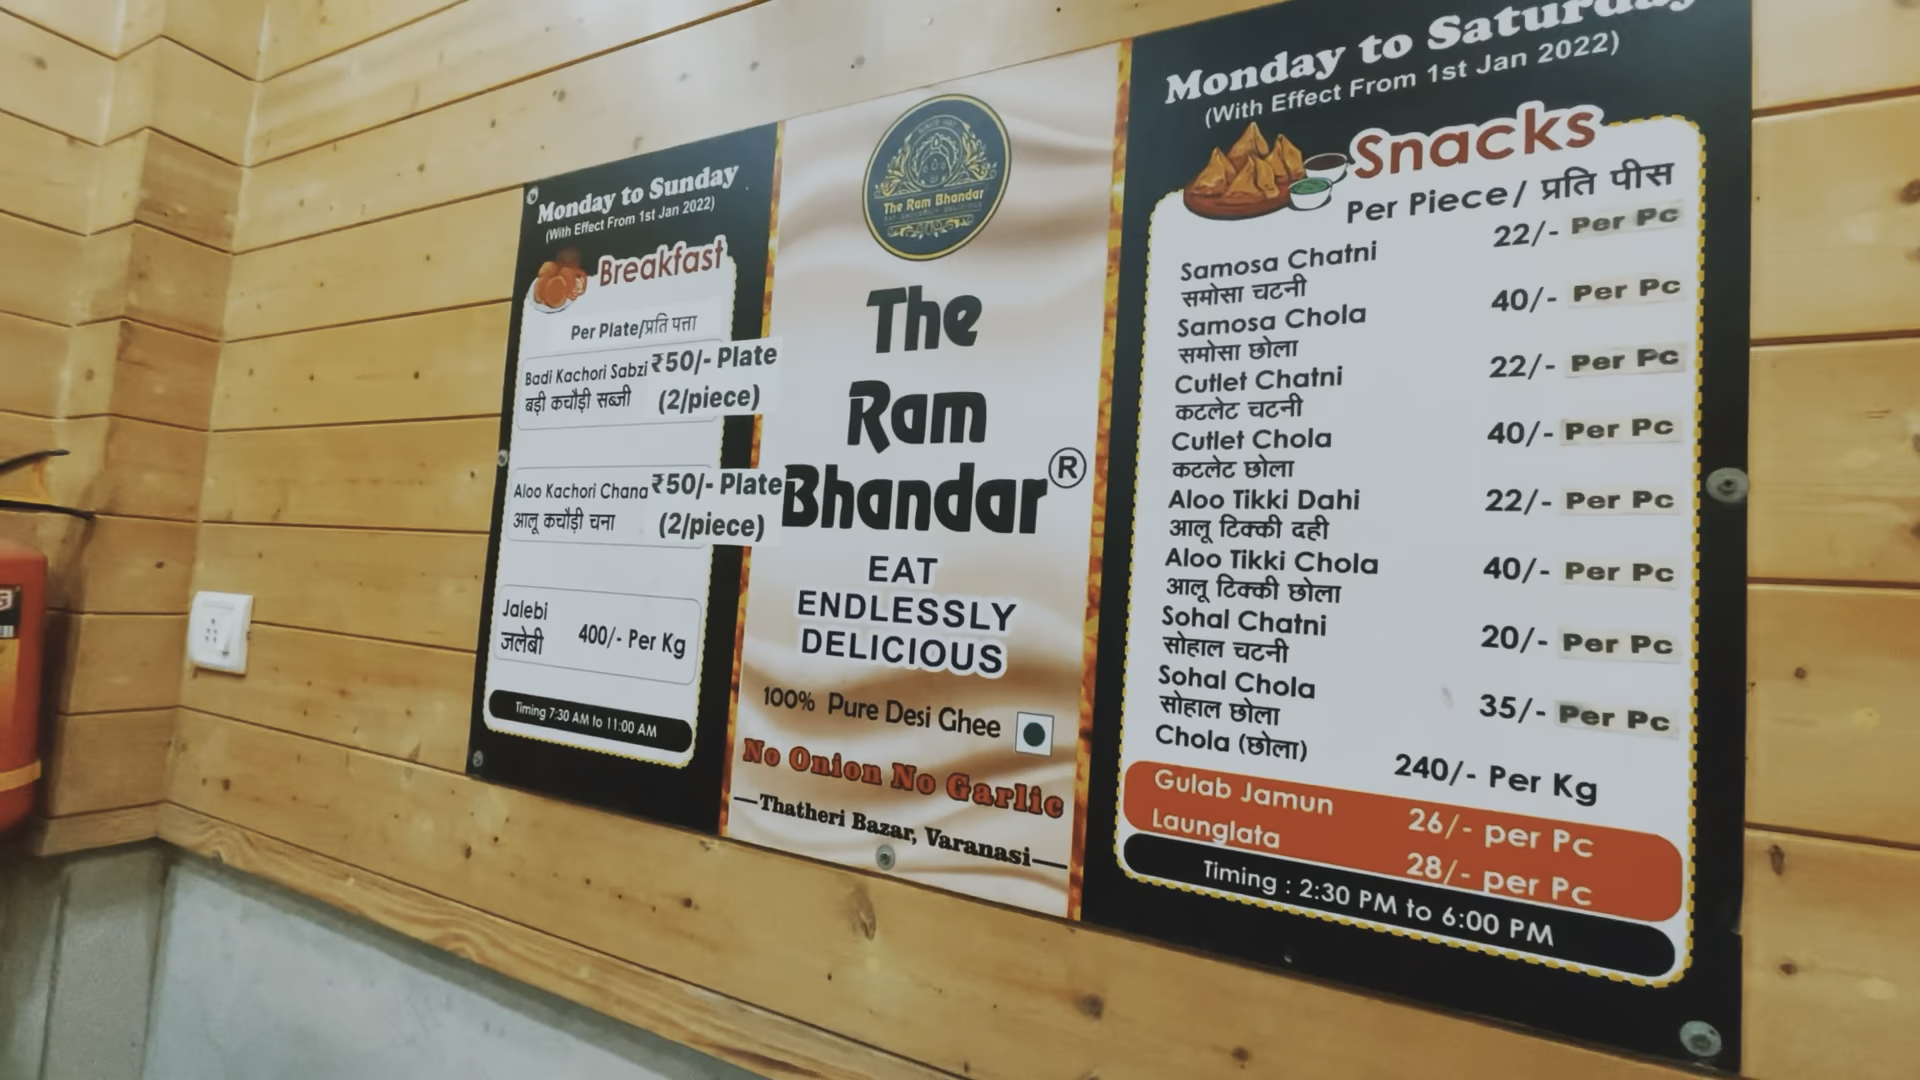 Monday to Sunday
(With Effect From 1st Jan 2022)
Breakfast
Per Plate/प्रति पत्ता
Badi Kachori Sabzi ₹50/- Plate
बड़ी कचौड़ी सब्जी (2/piece)
Aloo Kachori Chana ₹50/- Plate
आलू कचौड़ी चना (2/piece)
Jalebi
जलेबी 400/- Per Kg
Timing 7:30 AM to 11:00 AM
The Ram Bhandar
The
Ram
Bhandar®
EAT
ENDLESSLY
DELICIOUS
100% Pure Desi Ghee
No Onion No Garlic
—Thatheri Bazar, Varanasi—
Monday to Saturday
(With Effect From 1st Jan 2022)
Snacks
Per Piece/ प्रति पीस
Samosa Chatni 22/- Per Pc
समोसा चटनी
Samosa Chola 40/- Per Pc
समोसा छोला
Cutlet Chatni 22/- Per Pc
कटलेट चटनी
Cutlet Chola 40/- Per Pc
कटलेट छोला
Aloo Tikki Dahi 22/- Per Pc
आलू टिक्की दही
Aloo Tikki Chola 40/- Per Pc
आलू टिक्की छोला
Sohal Chatni 20/- Per Pc
सोहाल चटनी
Sohal Chola 35/- Per Pc
सोहाल छोला
Chola (छोला) 240/- Per Kg
Gulab Jamun 26/- per Pc
Launglata 28/- per Pc
Timing : 2:30 PM to 6:00 PM